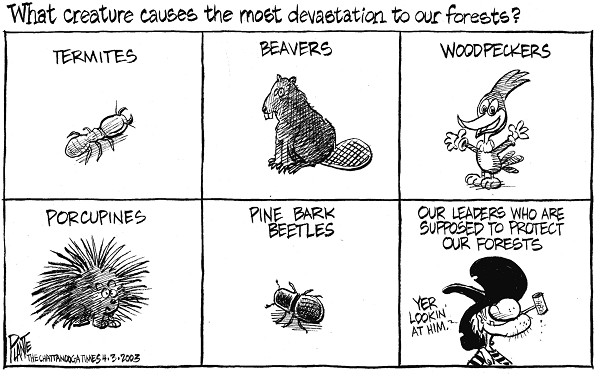 What creature causes the most devastation to our forests?
TERMITES
BEAVERS
WOODPECKERS
PORCUPINES
PINE BARK
BEETLES
OUR LEADERS WHO ARE
SUPPOSED TO PROTECT
OUR FORESTS
YER
LOOKIN'
AT HIM.
PLANTE
THE CHATTANOOGA TIMES 4.3.2003